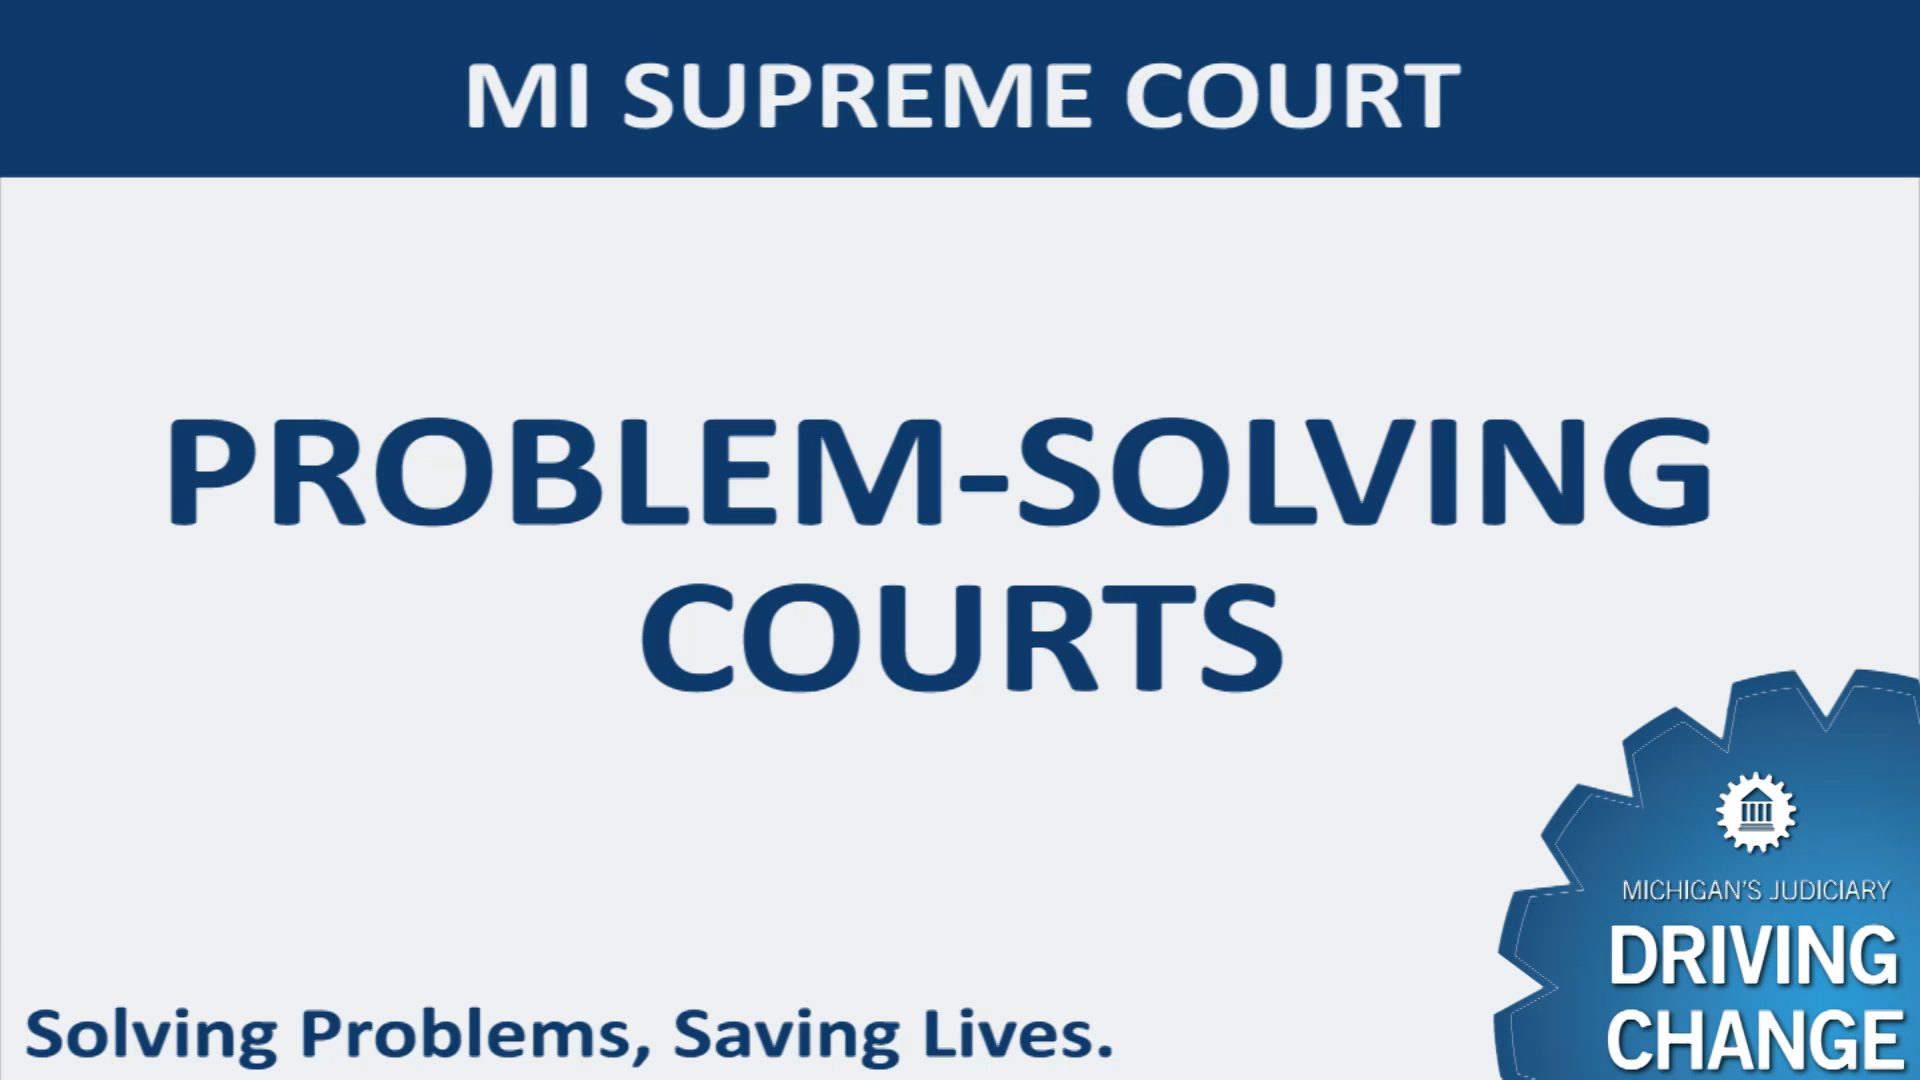 MI SUPREME COURT
PROBLEM-SOLVING
COURTS
Solving Problems, Saving Lives.
MICHIGAN'S JUDICIARY
DRIVING
CHANGE